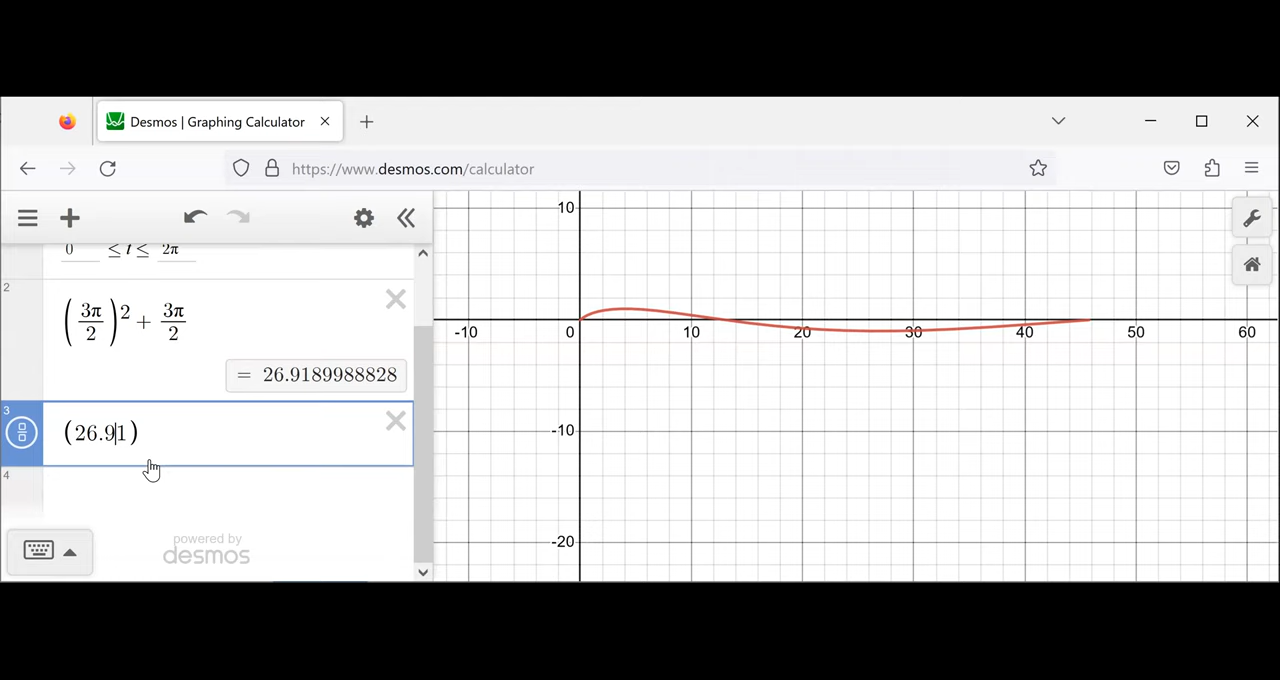 Desmos | Graphing Calculator
https://www.desmos.com/calculator
0 ≤ t ≤ 2π
2
(3π/2)² + 3π/2
= 26.9189988828
3
(26.91)
4
powered by
desmos
10
-10 0 10 20 30 40 50 60
-10
-20